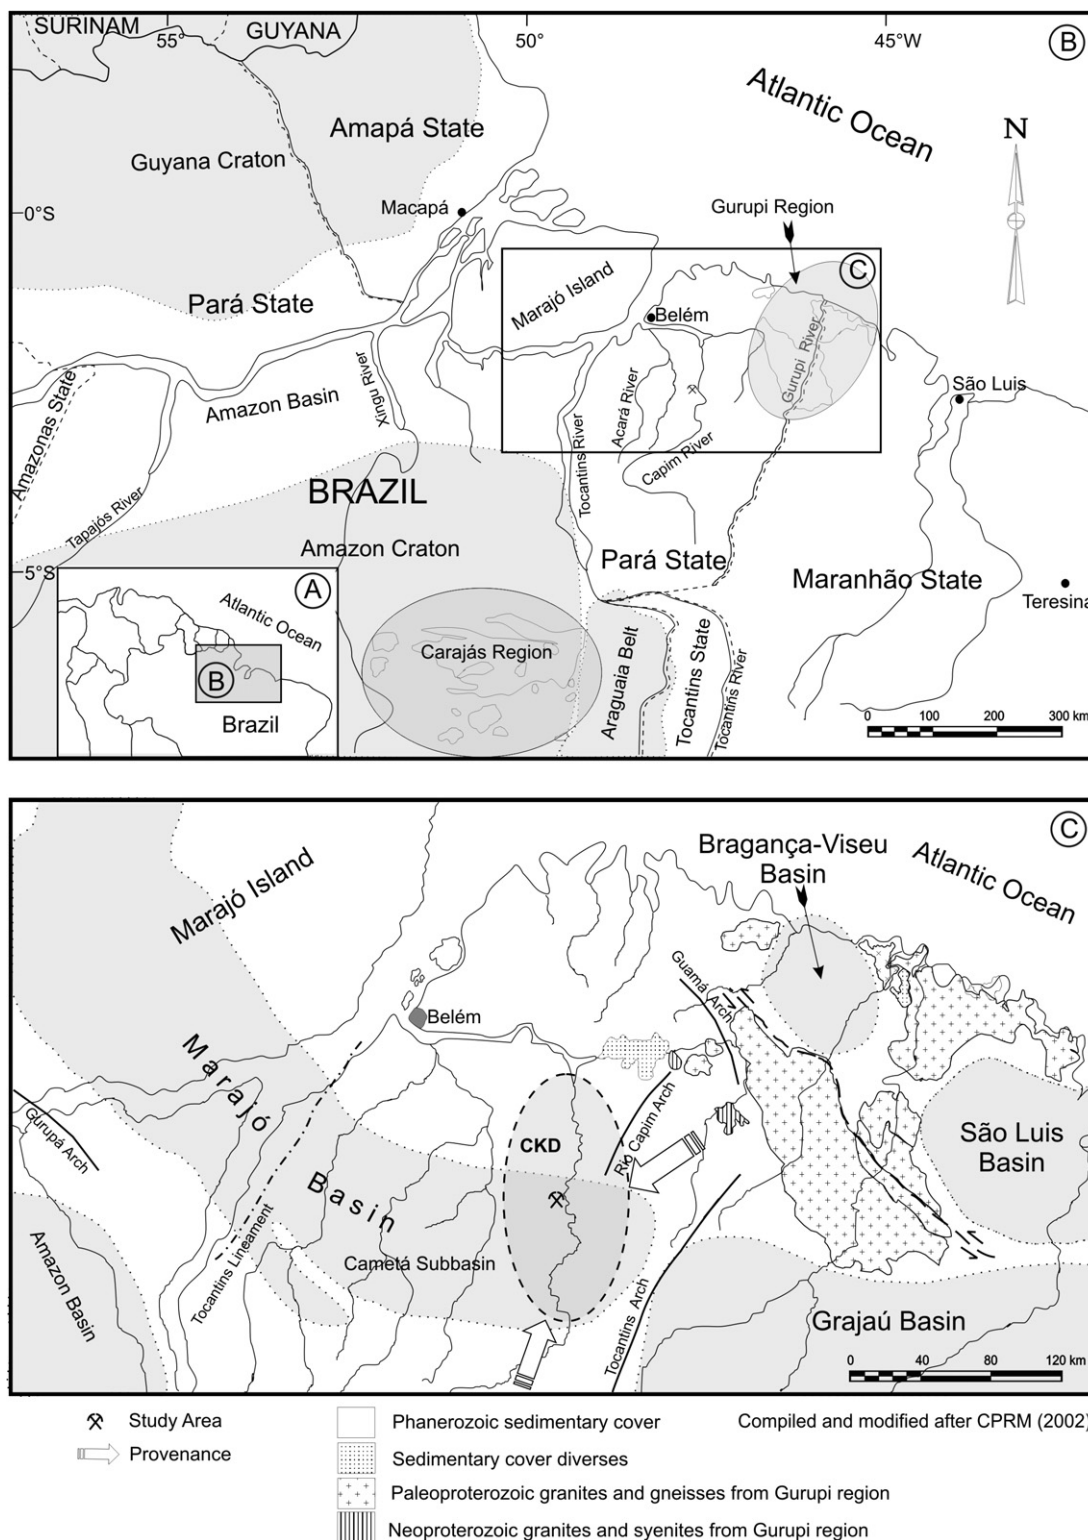 SURINAM
GUYANA
55°
50°
45°W
B
Atlantic Ocean
Amapá State
Guyana Craton
N
Macapá
0°S
Gurupi Region
C
Pará State
Marajó Island
Belém
Gurupi River
São Luis
Amazonas State
Amazon Basin
Xingu River
Acará River
Tocantins River
Capim River
BRAZIL
Tapajós River
Amazon Craton
Pará State
Maranhão State
5°S
Teresina
A
Atlantic Ocean
B
Brazil
Carajás Region
Araguaia Belt
Tocantins State
Tocantins River
0 100 200 300 km
C
Bragança-Viseu
Basin
Atlantic Ocean
Marajó Island
Guamá Arch
Belém
Marajó
Basin
Gurupá Arch
CKD
Rio Capim Arch
São Luis
Basin
Amazon Basin
Tocantins Lineament
Cametá Subbasin
Tocantins Arch
Grajaú Basin
0 40 80 120 km
Study Area
Provenance
Phanerozoic sedimentary cover
Compiled and modified after CPRM (2002)
Sedimentary cover diverses
Paleoproterozoic granites and gneisses from Gurupi region
Neoproterozoic granites and syenites from Gurupi region